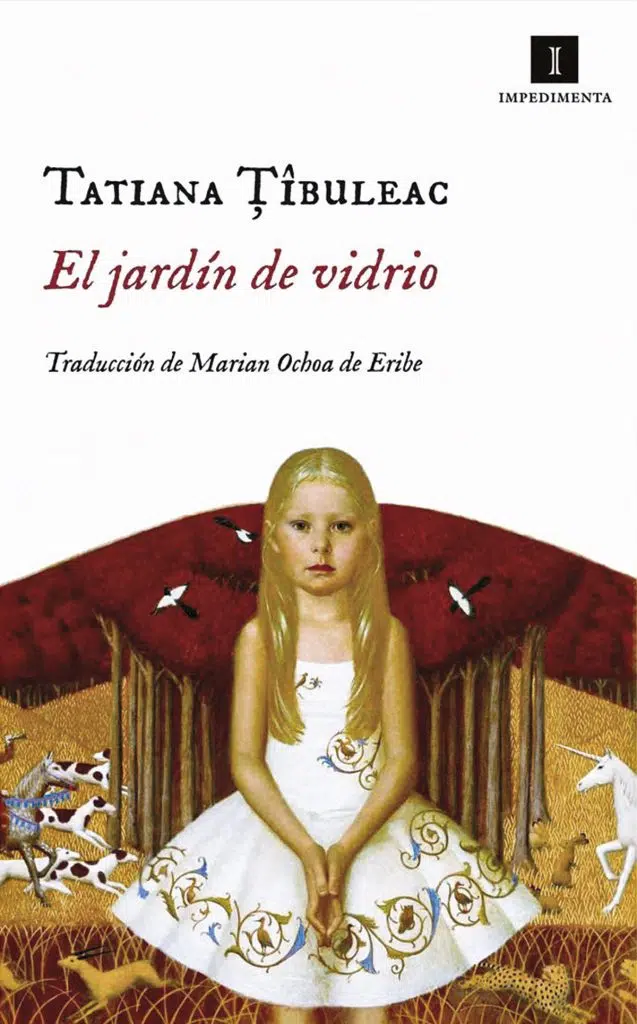 I
IMPEDIMENTA
TATIANA ȚÎBULEAC
El jardín de vidrio
Traducción de Marian Ochoa de Eribe